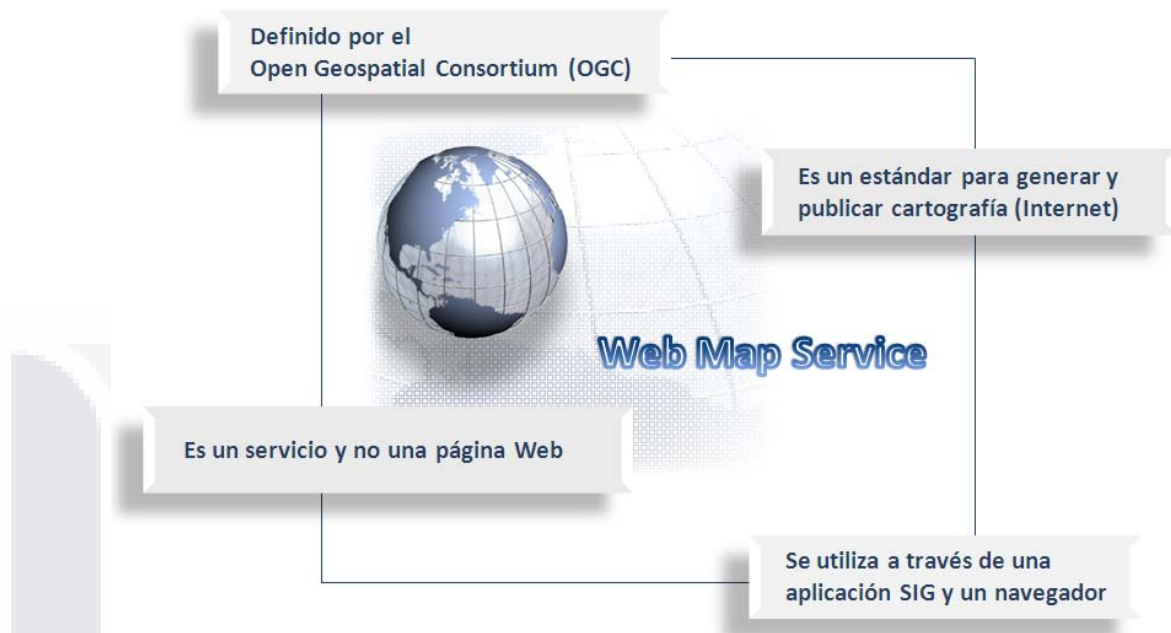 Definido por el
Open Geospatial Consortium (OGC)
Es un estándar para generar y
publicar cartografía (Internet)
Web Map Service
Es un servicio y no una página Web
Se utiliza a través de una
aplicación SIG y un navegador